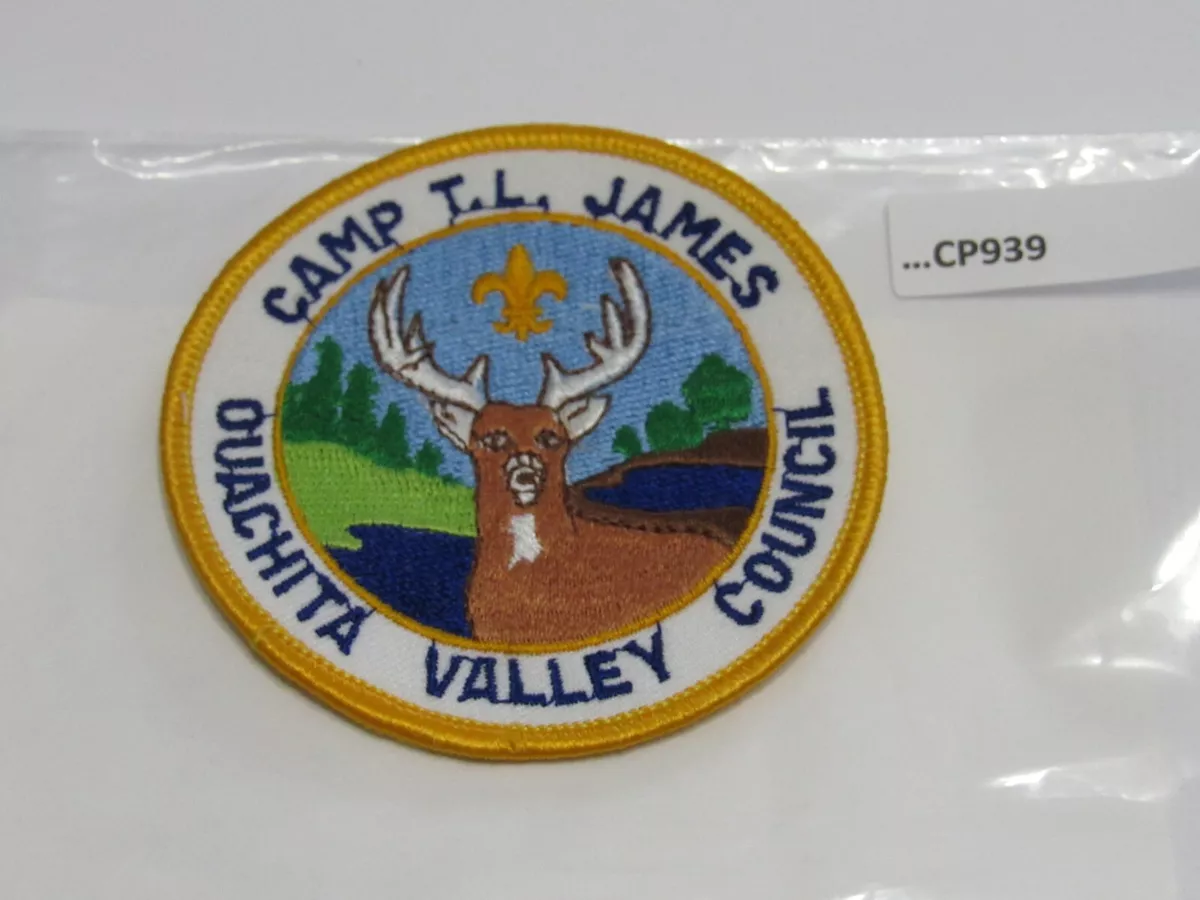 CAMP T.L. JAMES
OUACHITA VALLEY COUNCIL
...CP939